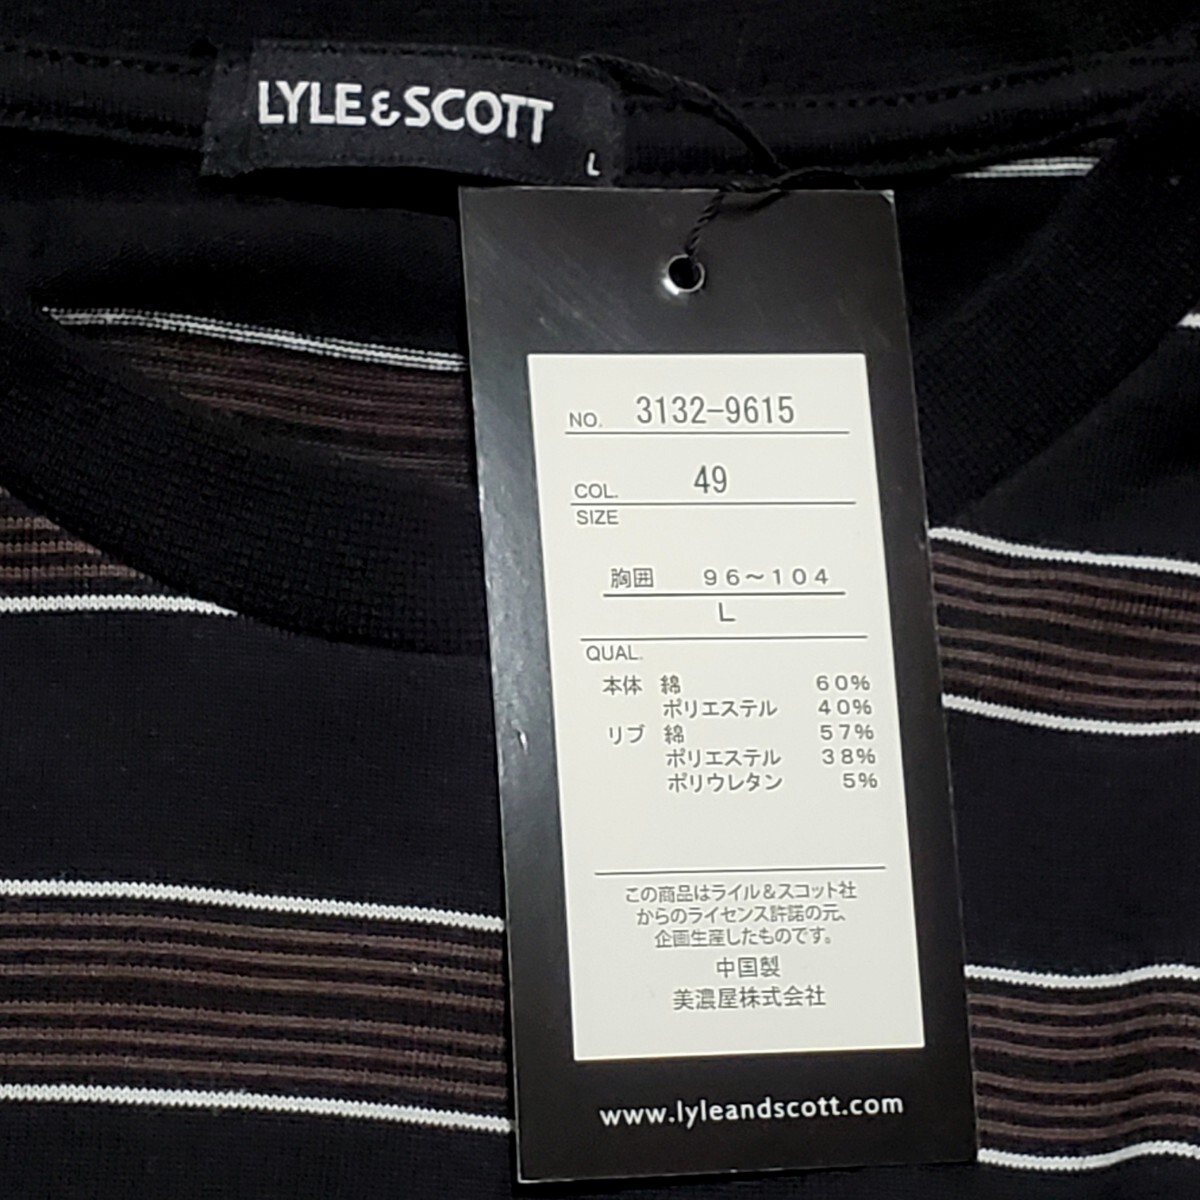 LYLE&SCOTT
L
NO. 3132-9615
COL. 49
SIZE
胸囲 96～104
L
QUAL.
本体 綿 60%
ポリエステル 40%
リブ 綿 57%
ポリエステル 38%
ポリウレタン 5%
この商品はライル&スコット社
からのライセンス許諾の元、
企画生産したものです。
中国製
美濃屋株式会社
www.lyleandscott.com